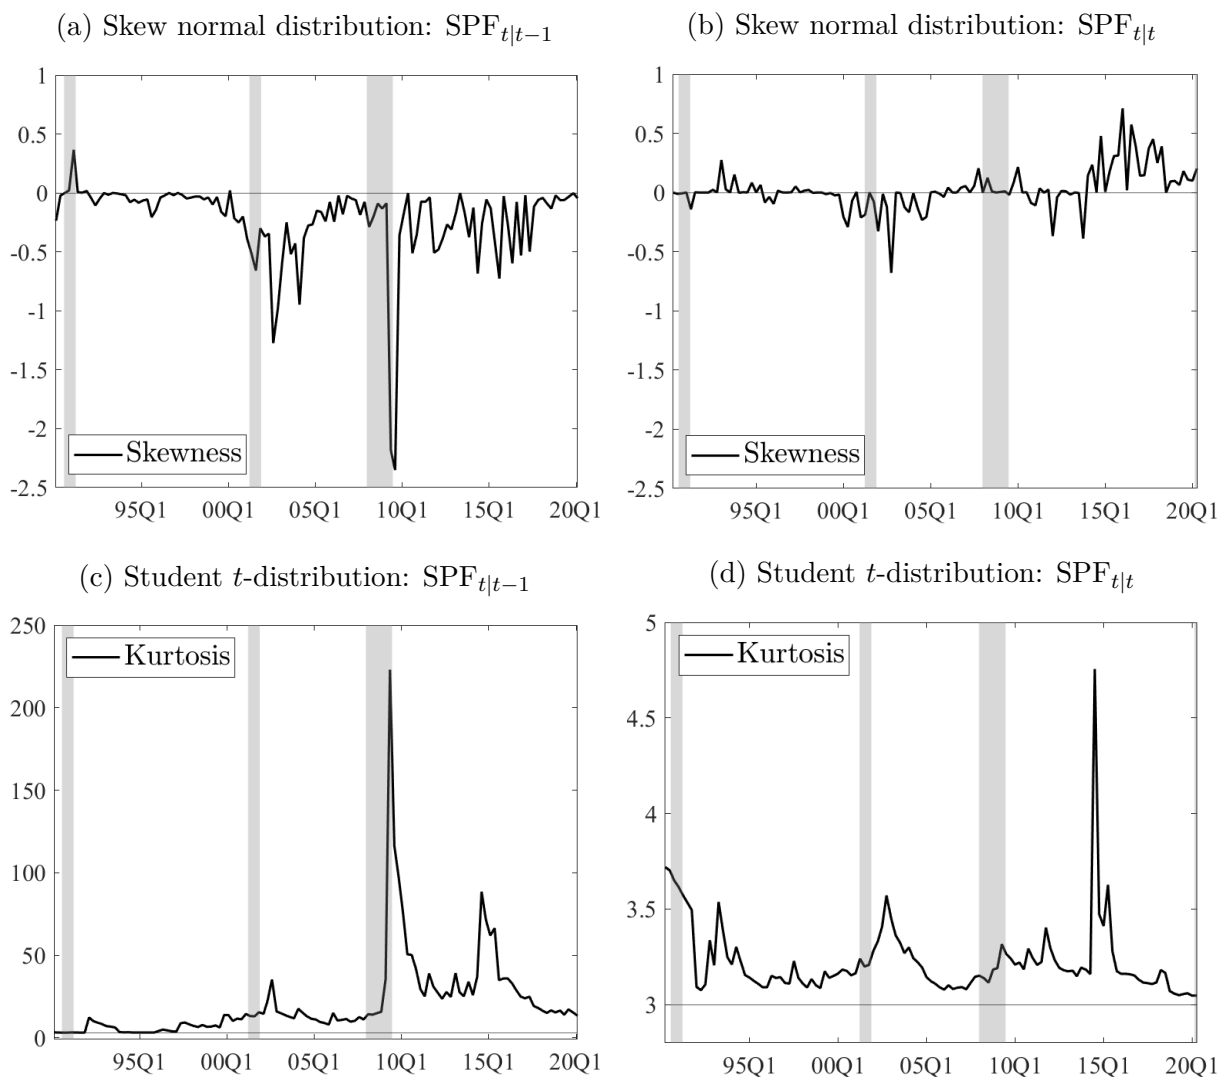 (a) Skew normal distribution: SPF_{t|t−1}
(b) Skew normal distribution: SPF_{t|t}
1
0.5
0
-0.5
-1
-1.5
-2
-2.5
Skewness
95Q1 00Q1 05Q1 10Q1 15Q1 20Q1
1
0.5
0
-0.5
-1
-1.5
-2
-2.5
Skewness
95Q1 00Q1 05Q1 10Q1 15Q1 20Q1
(c) Student t-distribution: SPF_{t|t−1}
(d) Student t-distribution: SPF_{t|t}
250
200
150
100
50
0
Kurtosis
95Q1 00Q1 05Q1 10Q1 15Q1 20Q1
5
4.5
4
3.5
3
Kurtosis
95Q1 00Q1 05Q1 10Q1 15Q1 20Q1